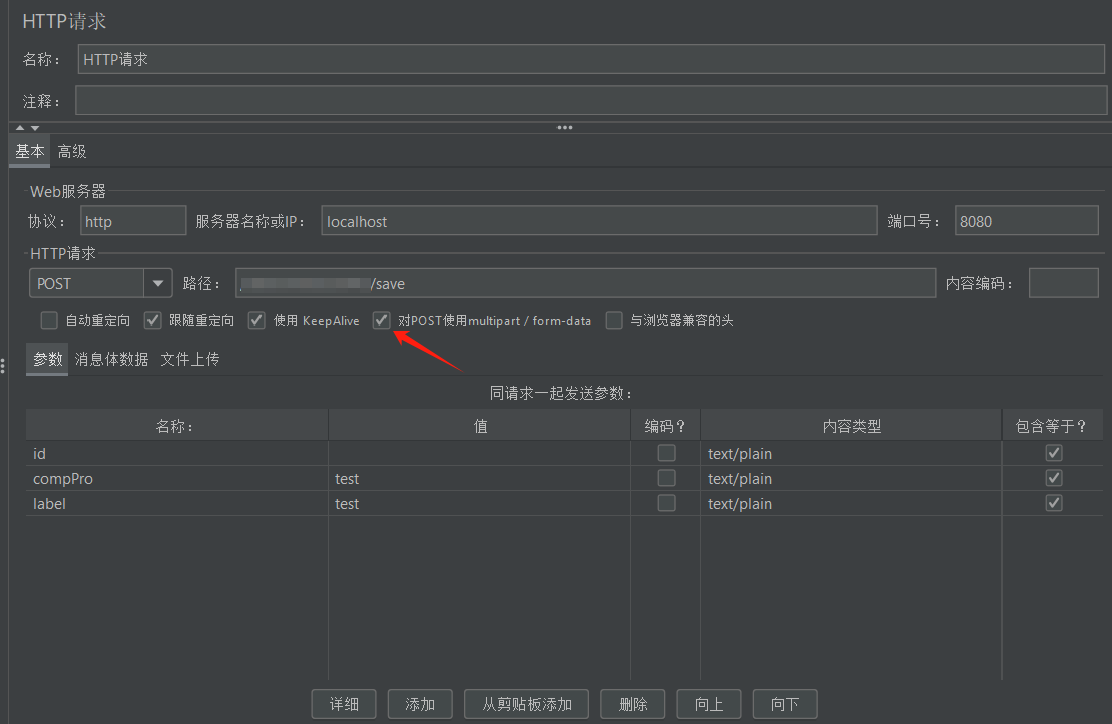 HTTP请求
名称： HTTP请求
注释：
基本 高级
Web服务器
协议： http 服务器名称或IP： localhost 端口号： 8080
HTTP请求
POST 路径： /save 内容编码：
自动重定向 跟随重定向 使用 KeepAlive 对POST使用multipart / form-data 与浏览器兼容的头
参数 消息体数据 文件上传
同请求一起发送参数：
名称： 值 编码？ 内容类型 包含等于？
id text/plain
compPro test text/plain
label test text/plain
详细 添加 从剪贴板添加 删除 向上 向下